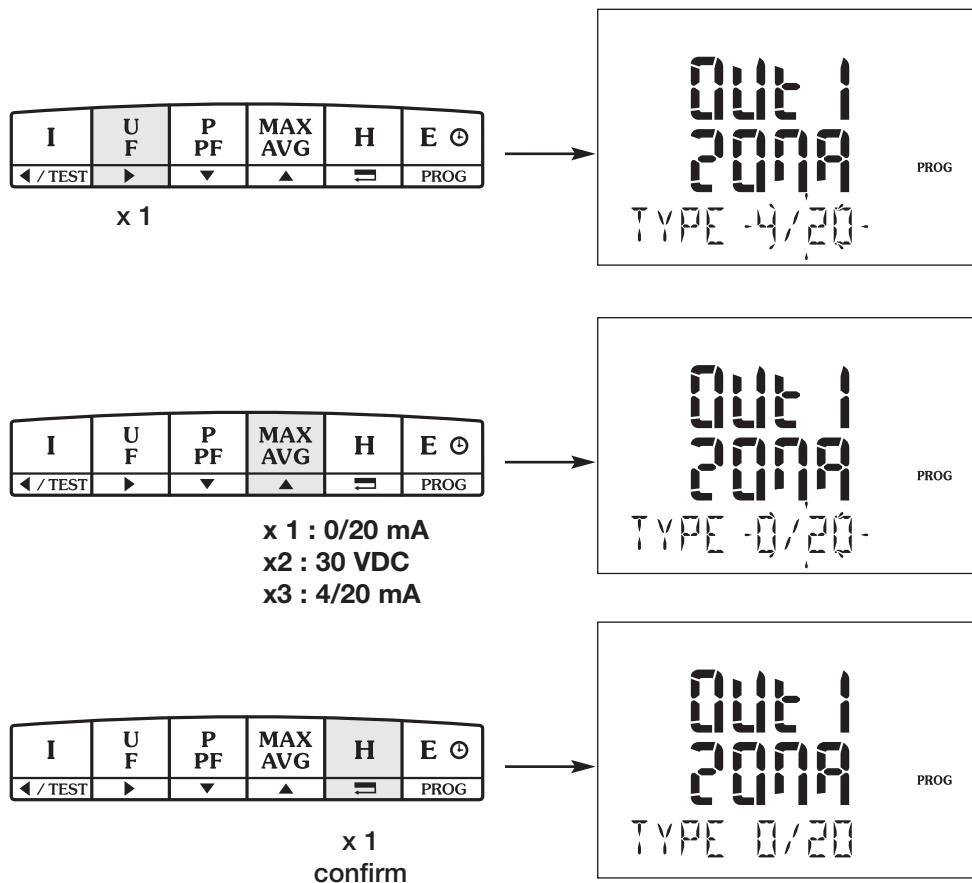 I U F P PF MAX AVG H E
◀ / TEST ▶ ▼ ▲ PROG
x 1
Out 1
20mA
PROG
TYPE 4/20
I U F P PF MAX AVG H E
◀ / TEST ▶ ▼ ▲ PROG
x 1 : 0/20 mA
x2 : 30 VDC
x3 : 4/20 mA
Out 1
20mA
PROG
TYPE 0/20
I U F P PF MAX AVG H E
◀ / TEST ▶ ▼ ▲ PROG
x 1
confirm
Out 1
20mA
PROG
TYPE 0/20